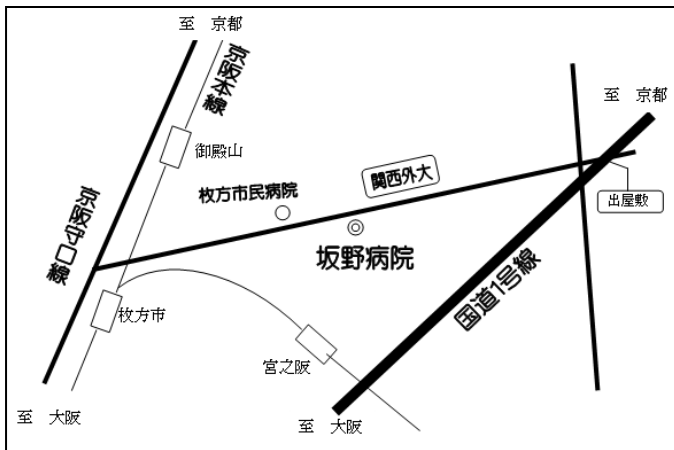 至 京都
京阪本線
至 京都
御殿山
関西外大
枚方市民病院
出屋敷
京阪守口線
坂野病院
国道1号線
枚方市
宮之阪
至 大阪
至 大阪